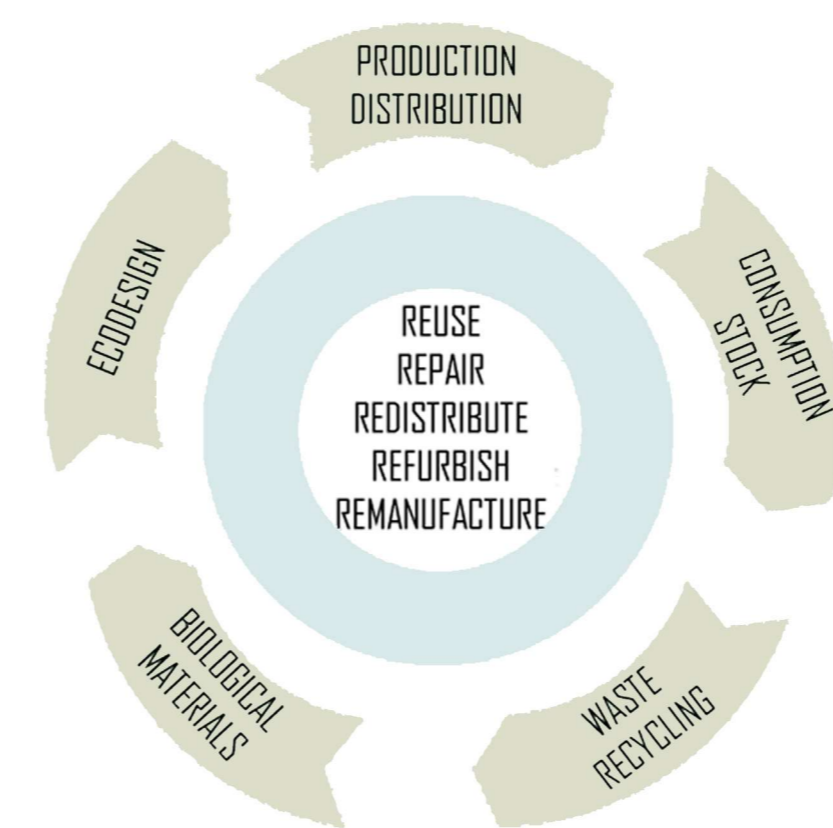 PRODUCTION
DISTRIBUTION
CONSUMPTION
STOCK
WASTE
RECYCLING
BIOLOGICAL
MATERIALS
ECODESIGN
REUSE
REPAIR
REDISTRIBUTE
REFURBISH
REMANUFACTURE